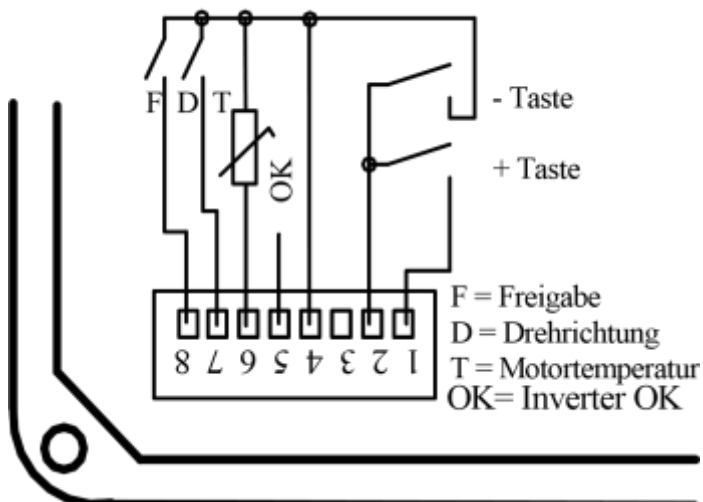 F D T
OK
- Taste
+ Taste
8 7 6 5 4 3 2 1
F = Freigabe
D = Drehrichtung
T = Motortemperatur
OK= Inverter OK